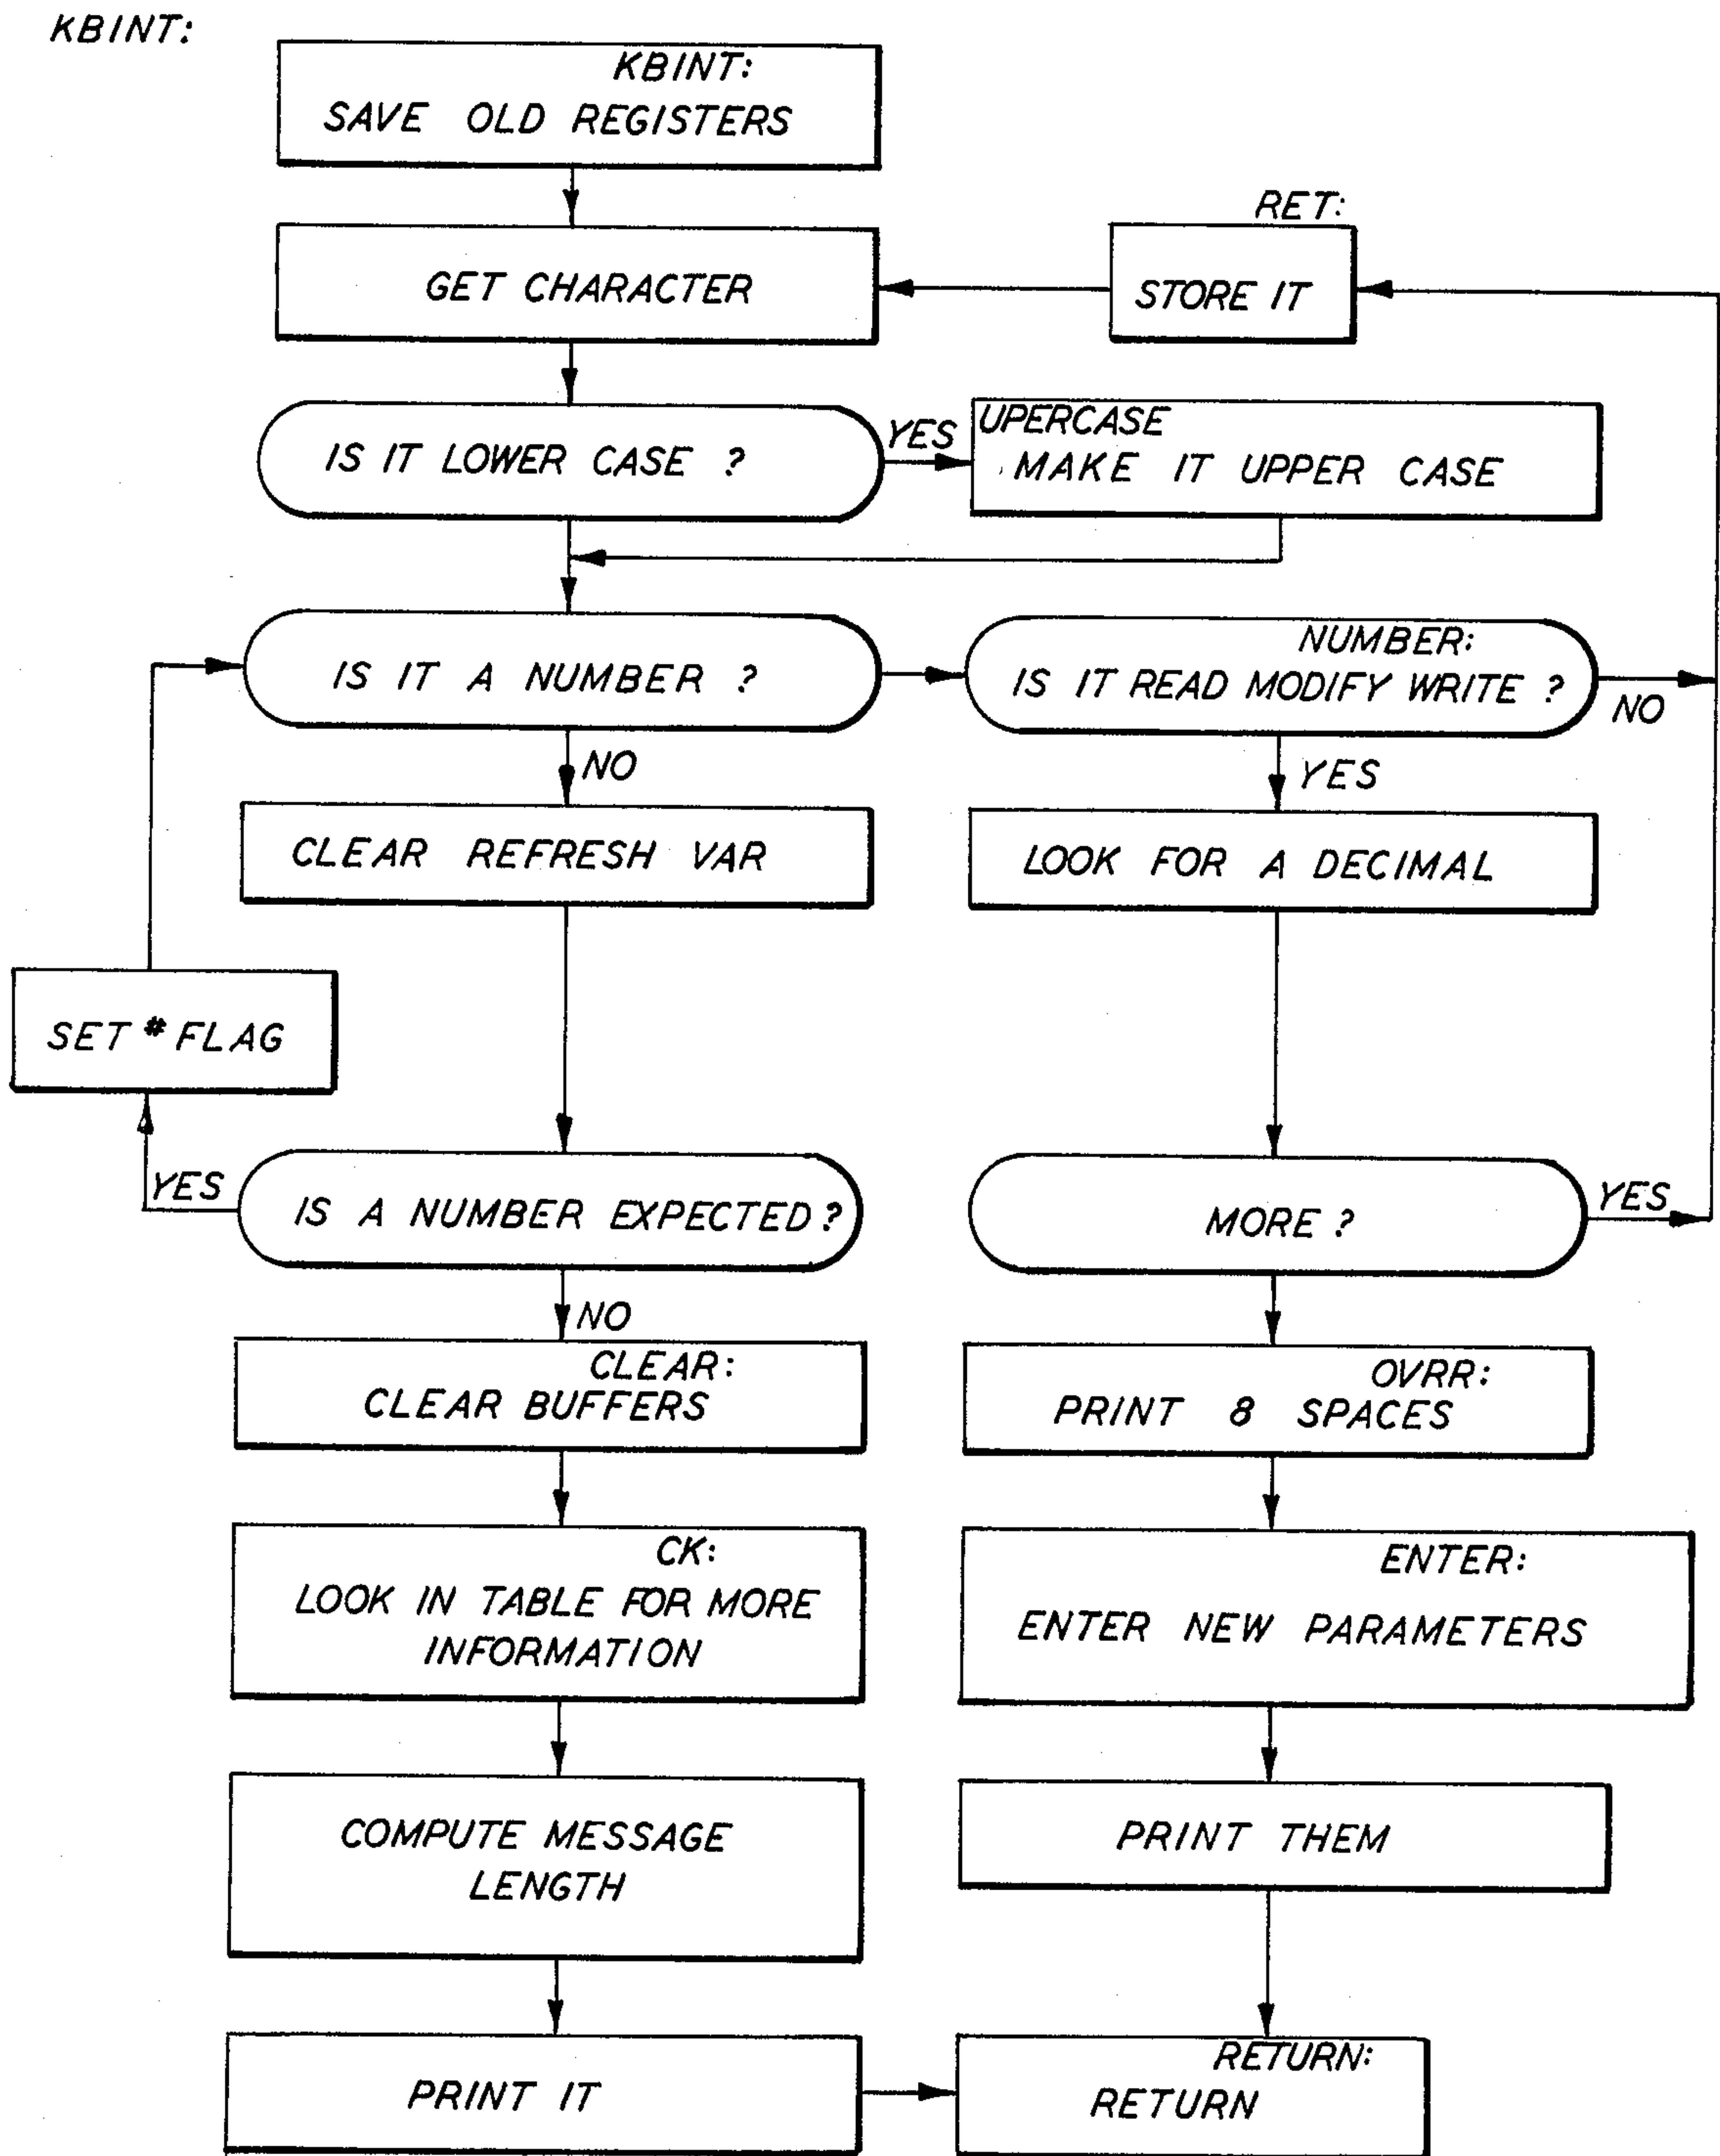 KBINT:
KBINT:
SAVE OLD REGISTERS
RET:
GET CHARACTER
STORE IT
IS IT LOWER CASE ?
YES
UPERCASE
MAKE IT UPPER CASE
IS IT A NUMBER ?
NUMBER:
IS IT READ MODIFY WRITE ?
NO
NO
YES
CLEAR REFRESH VAR
LOOK FOR A DECIMAL
SET # FLAG
YES
IS A NUMBER EXPECTED?
MORE ?
YES
NO
CLEAR:
CLEAR BUFFERS
OVRR:
PRINT 8 SPACES
CK:
LOOK IN TABLE FOR MORE
INFORMATION
ENTER:
ENTER NEW PARAMETERS
COMPUTE MESSAGE
LENGTH
PRINT THEM
PRINT IT
RETURN:
RETURN